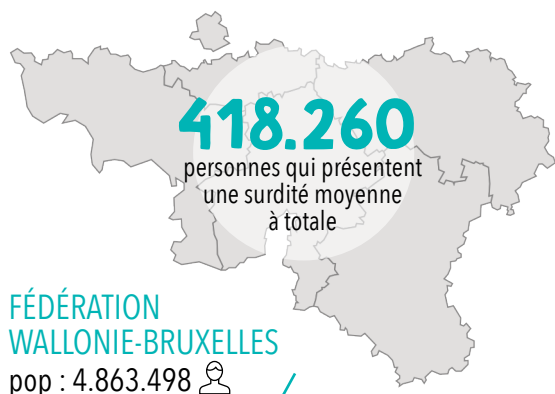 418.260
personnes qui présentent
une surdité moyenne
à totale
FÉDÉRATION
WALLONIE-BRUXELLES
pop : 4.863.498